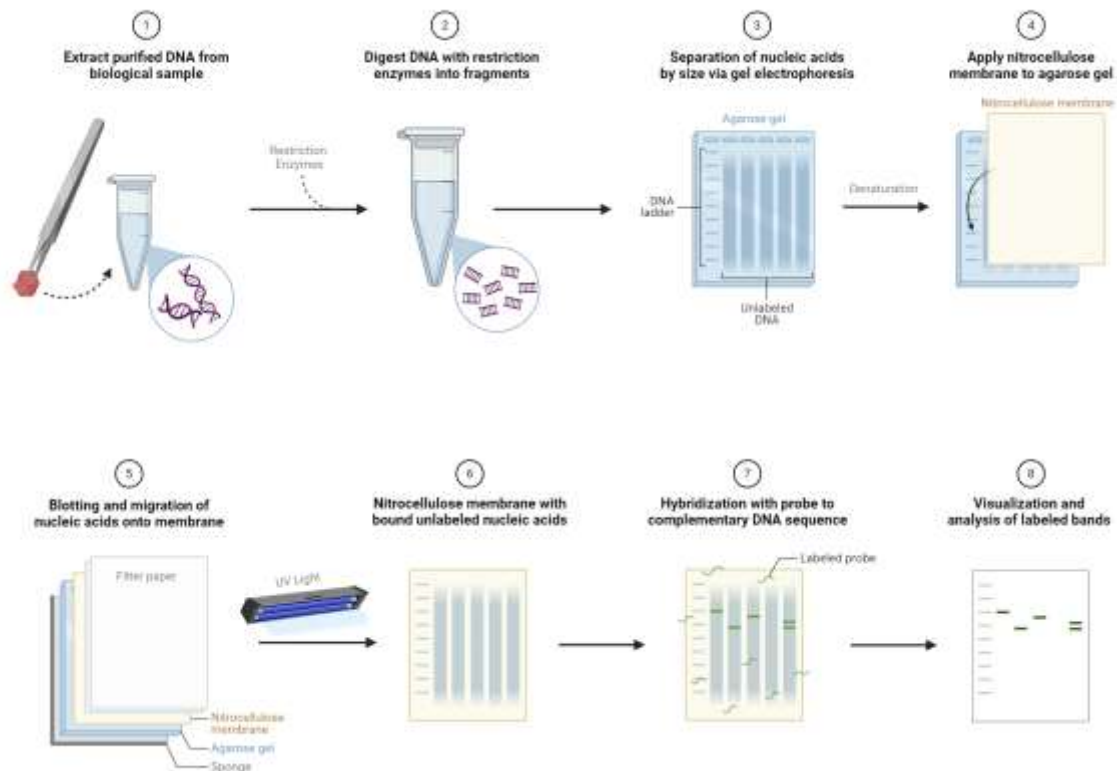 1
Extract purified DNA from
biological sample
2
Digest DNA with restriction
enzymes into fragments
3
Separation of nucleic acids
by size via gel electrophoresis
4
Apply nitrocellulose
membrane to agarose gel
Restriction
Enzymes
Agarose gel
DNA
ladder
Unlabeled
DNA
Denaturation
Nitrocellulose membrane
5
Blotting and migration of
nucleic acids onto membrane
6
Nitrocellulose membrane with
bound unlabeled nucleic acids
7
Hybridization with probe to
complementary DNA sequence
8
Visualization and
analysis of labeled bands
Filter paper
Nitrocellulose
membrane
Agarose gel
Sponge
UV Light
Labeled probe